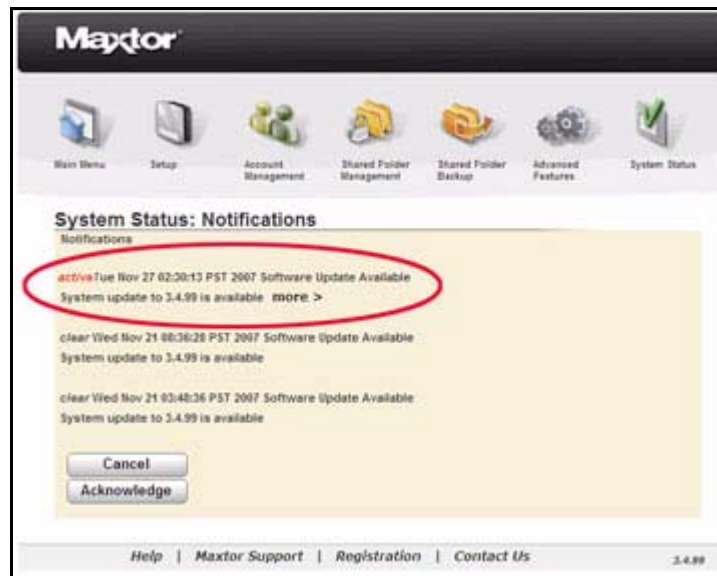 Maxtor
Main Menu
Setup
Account Management
Shared Folder Management
Shared Folder Backup
Advanced Features
System Status
System Status: Notifications
Notifications
activeTue Nov 27 02:30:13 PST 2007 Software Update Available
System update to 3.4.99 is available more >
clear Wed Nov 21 08:36:28 PST 2007 Software Update Available
System update to 3.4.99 is available
clear Wed Nov 21 03:48:36 PST 2007 Software Update Available
System update to 3.4.99 is available
Cancel
Acknowledge
Help | Maxtor Support | Registration | Contact Us